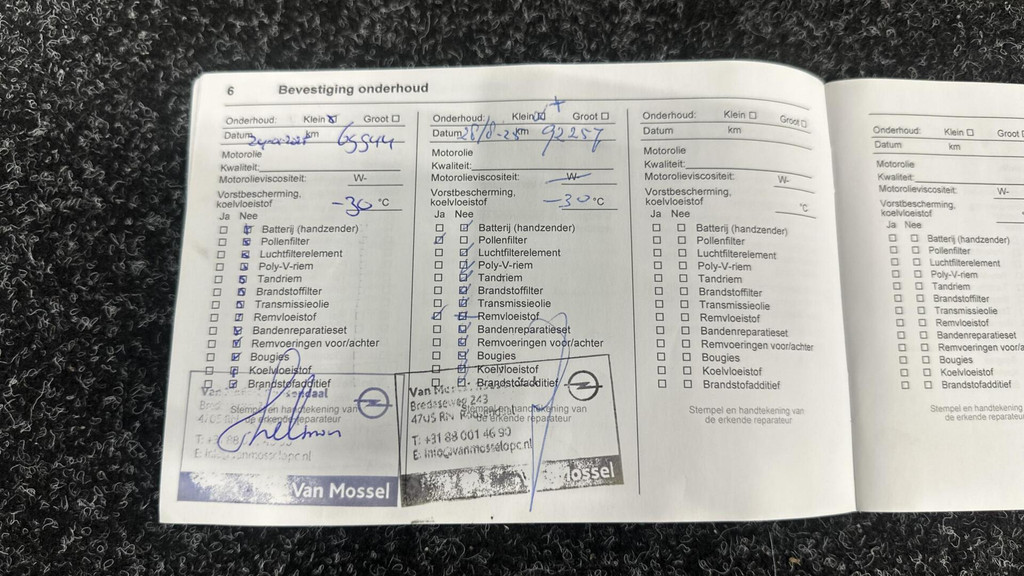 6 Bevestiging onderhoud
Onderhoud: Klein Groot
Datum km 65544
Motorolie
Kwaliteit:
Motorolieviscositeit: W-
Vorstbescherming,
koelvloeistof -30 °C
Ja Nee
Batterij (handzender)
Pollenfilter
Luchtfilterelement
Poly-V-riem
Tandriem
Brandstoffilter
Transmissieolie
Remvloeistof
Bandenreparatieset
Remvoeringen voor/achter
Bougies
Koelvloeistof
Brandstofadditief
Stempel en handtekening van
de erkende reparateur
Van Mossel
Onderhoud: Klein + Groot
Datum 28/8-25 km 92257
Motorolie
Kwaliteit:
Motorolieviscositeit: W-
Vorstbescherming,
koelvloeistof -30 °C
Ja Nee
Batterij (handzender)
Pollenfilter
Luchtfilterelement
Poly-V-riem
Tandriem
Brandstoffilter
Transmissieolie
Remvloeistof
Bandenreparatieset
Remvoeringen voor/achter
Bougies
Koelvloeistof
Brandstofadditief
Bredaseweg 243
Stempel en handtekening van
T: +31 88 001 46 90
E: info@vanmosselopc.nl
Mossel
Onderhoud: Klein Groot
Datum km
Motorolie
Kwaliteit:
Motorolieviscositeit: W-
Vorstbescherming,
koelvloeistof °C
Ja Nee
Batterij (handzender)
Pollenfilter
Luchtfilterelement
Poly-V-riem
Tandriem
Brandstoffilter
Transmissieolie
Remvloeistof
Bandenreparatieset
Remvoeringen voor/achter
Bougies
Koelvloeistof
Brandstofadditief
Stempel en handtekening van
de erkende reparateur
Onderhoud: Klein Groot
Datum km
Motorolie
Kwaliteit:
Motorolieviscositeit: W-
Vorstbescherming,
koelvloeistof
Ja Nee
Batterij (handzender)
Pollenfilter
Luchtfilterelement
Poly-V-riem
Tandriem
Brandstoffilter
Transmissieolie
Remvloeistof
Bandenreparatieset
Remvoeringen voor/a
Bougies
Koelvloeistof
Brandstofadditief
Stempel en handtekening
de erkende reparateur